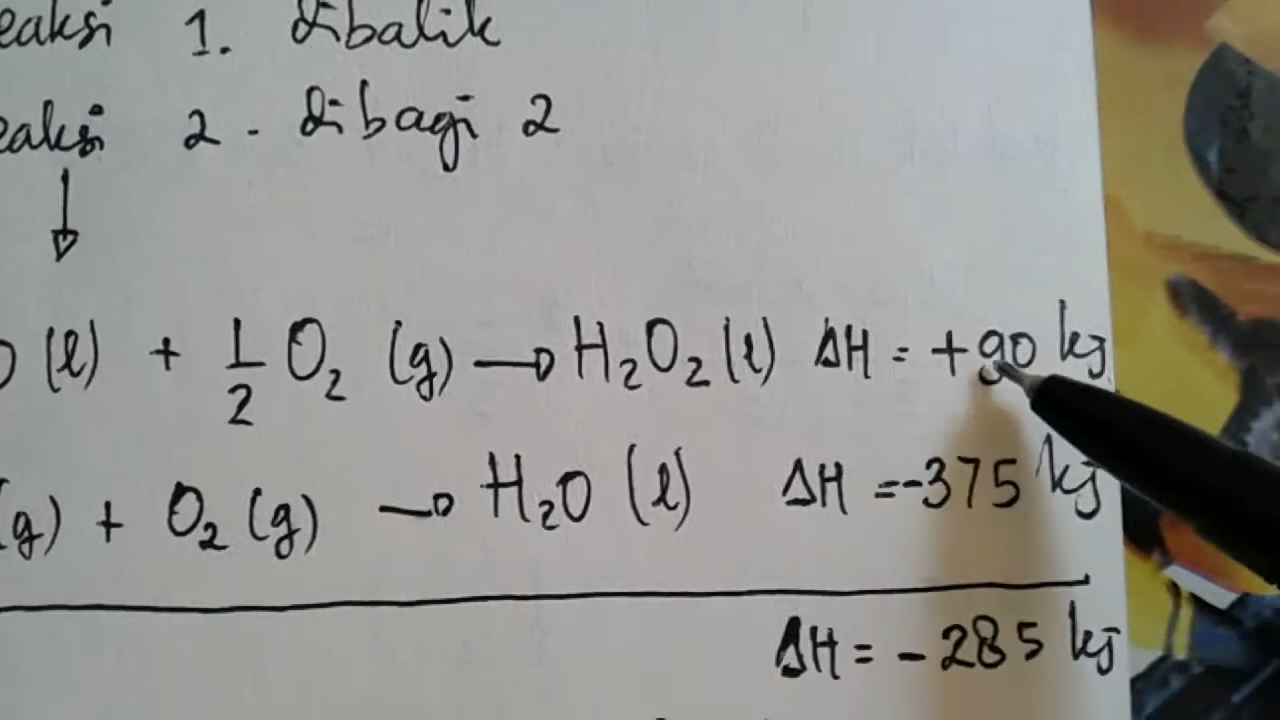 eaksi 1. dibalik
eaksi 2 - dibagi 2
O (l) + 1/2 O₂ (g) → H₂O₂ (l) ΔH = +90 kj
(g) + O₂ (g) → H₂O (l) ΔH = -375 kj
ΔH = - 285 kj